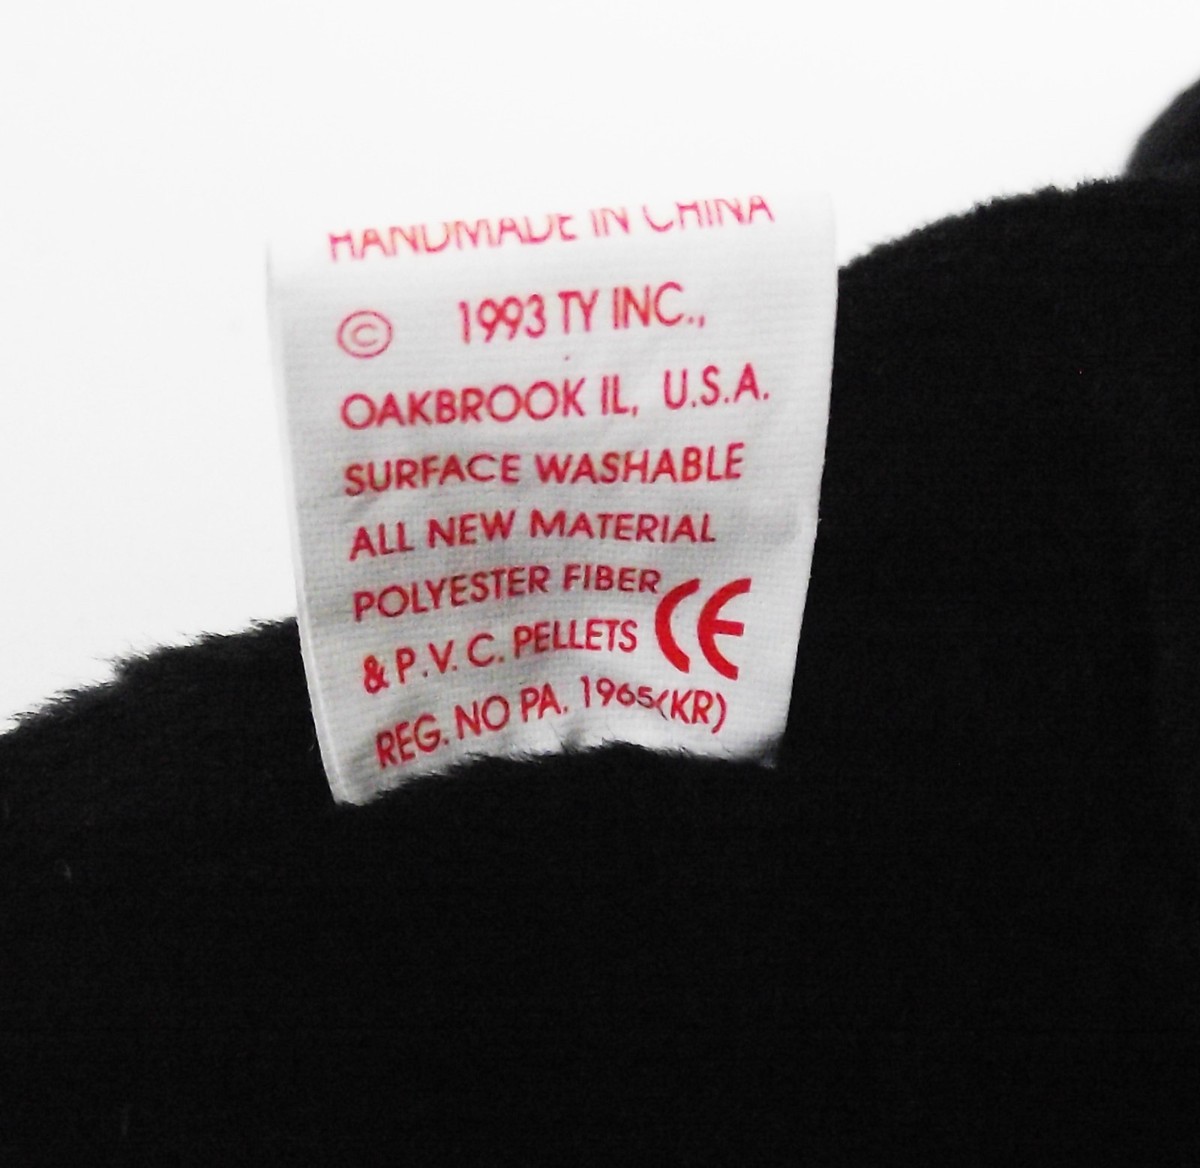 HANDMADE IN CHINA
© 1993 TY INC.,
OAKBROOK IL, U.S.A.
SURFACE WASHABLE
ALL NEW MATERIAL
POLYESTER FIBER
& P.V.C. PELLETS CE
REG. NO PA. 1965(KR)